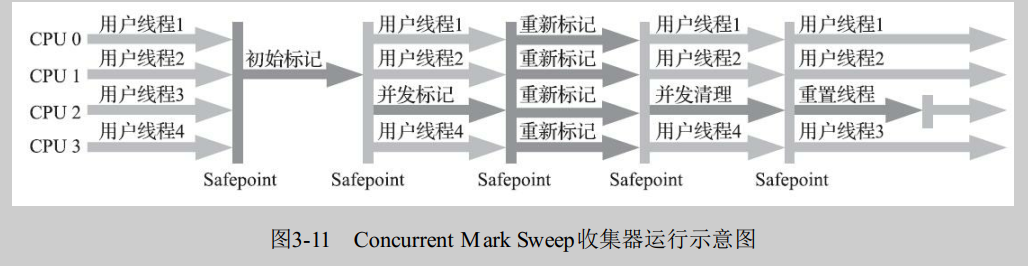 CPU 0 用户线程1 用户线程1 重新标记 用户线程1 用户线程1
初始标记
CPU 1 用户线程2 用户线程2 重新标记 用户线程2 用户线程2
CPU 2 用户线程3 并发标记 重新标记 并发清理 重置线程
CPU 3 用户线程4 用户线程4 重新标记 用户线程4 用户线程3
Safepoint Safepoint Safepoint Safepoint Safepoint
图3-11 Concurrent Mark Sweep收集器运行示意图